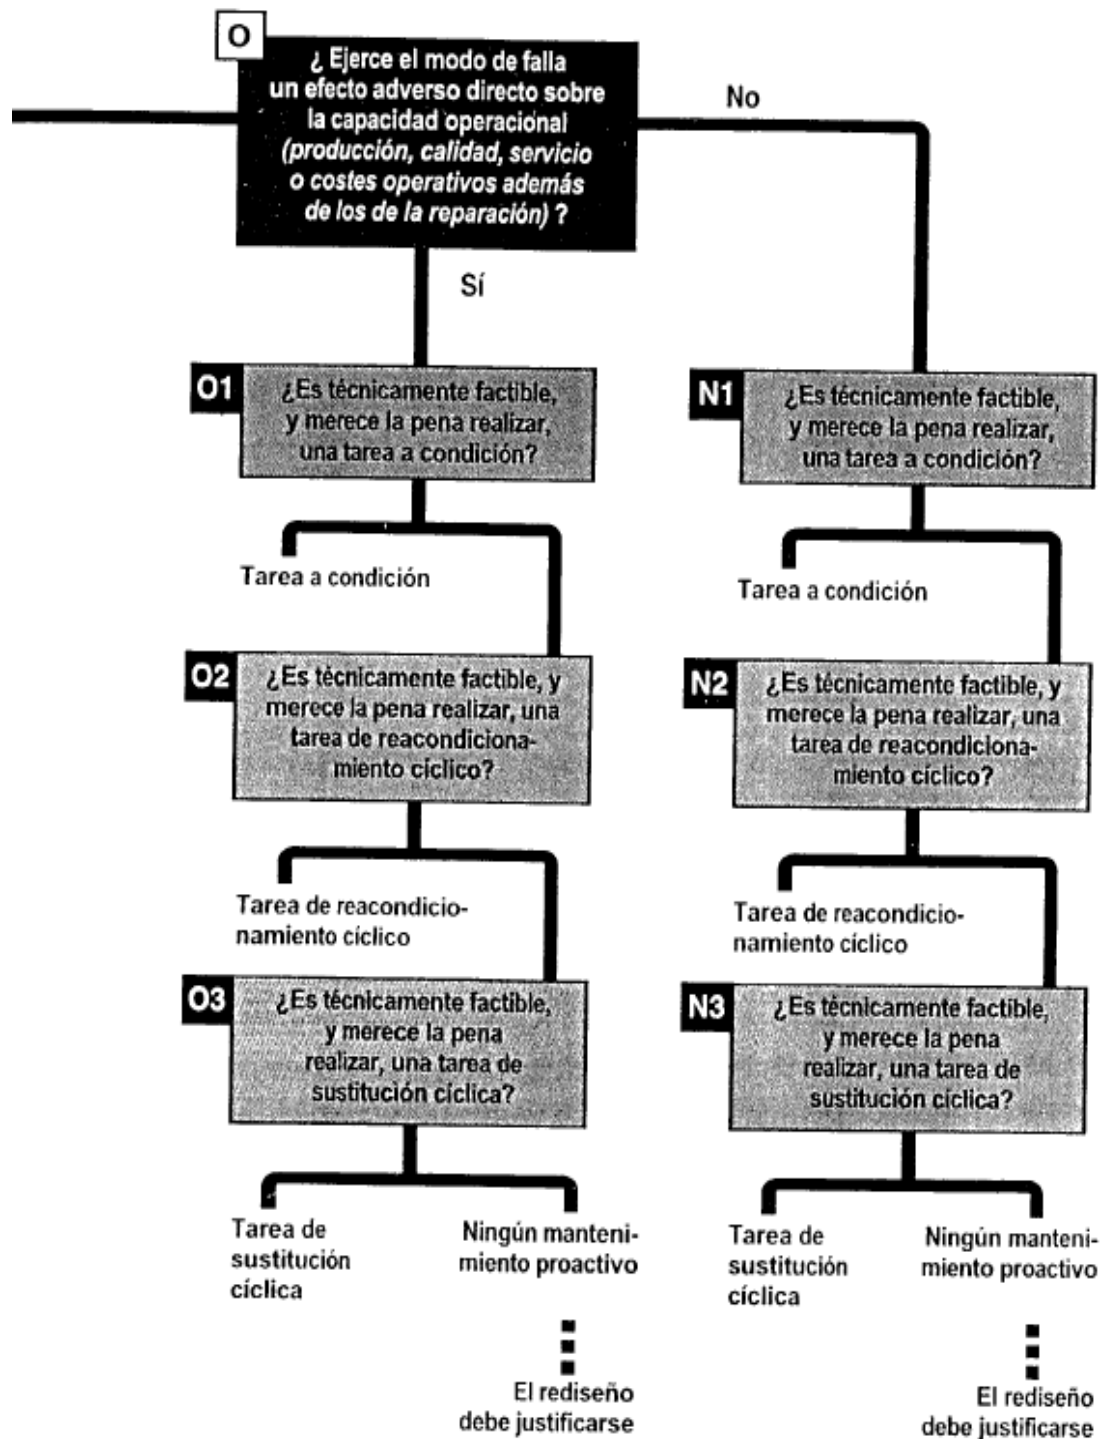 O
¿ Ejerce el modo de falla
un efecto adverso directo sobre
la capacidad operacional
(producción, calidad, servicio
o costes operativos además
de los de la reparación) ?
No
Sí
O1
¿Es técnicamente factible,
y merece la pena realizar,
una tarea a condición?
N1
¿Es técnicamente factible,
y merece la pena realizar,
una tarea a condición?
Tarea a condición
Tarea a condición
O2
¿Es técnicamente factible, y
merece la pena realizar, una
tarea de reacondiciona-
miento cíclico?
N2
¿Es técnicamente factible, y
merece la pena realizar, una
tarea de reacondiciona-
miento cíclico?
Tarea de reacondicio-
namiento cíclico
Tarea de reacondicio-
namiento cíclico
O3
¿Es técnicamente factible,
y merece la pena
realizar, una tarea de
sustitución cíclica?
N3
¿Es técnicamente factible,
y merece la pena
realizar, una tarea de
sustitución cíclica?
Tarea de
sustitución
cíclica
Ningún manteni-
miento proactivo
Tarea de
sustitución
cíclica
Ningún manteni-
miento proactivo
El rediseño
debe justificarse
El rediseño
debe justificarse